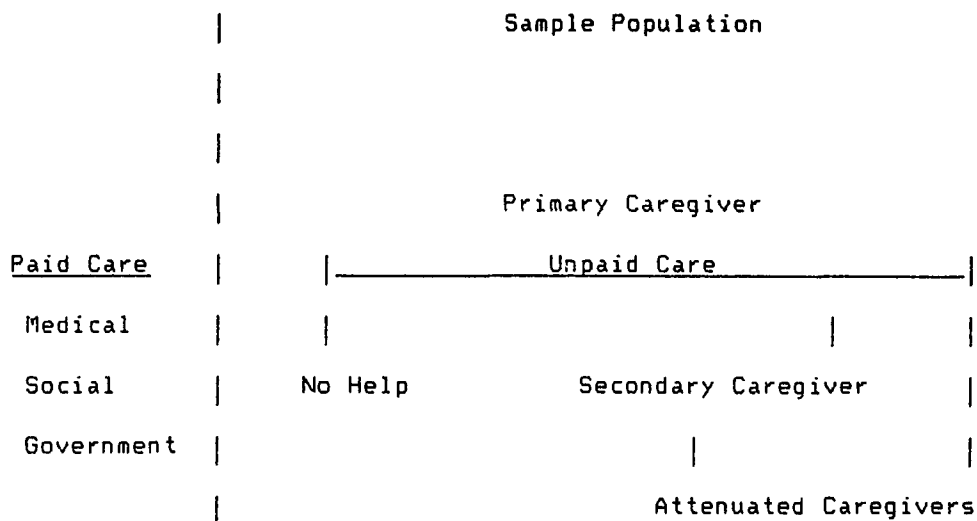 Sample Population
Primary Caregiver
Paid Care Unpaid Care
Medical
Social No Help Secondary Caregiver
Government
Attenuated Caregivers